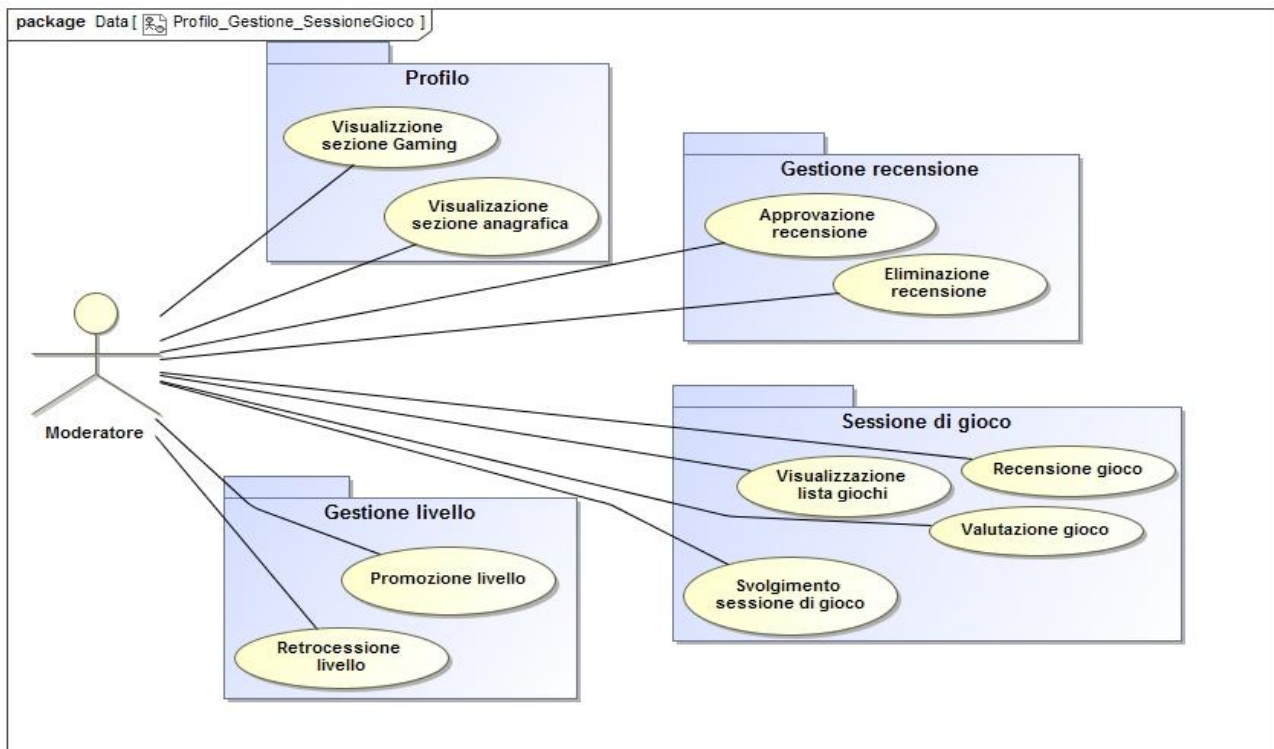 package Data [ Profilo_Gestione_SessioneGioco ]
Profilo
Visualizzione
sezione Gaming
Visualizazione
sezione anagrafica
Gestione recensione
Approvazione
recensione
Eliminazione
recensione
Moderatore
Sessione di gioco
Recensione gioco
Visualizzazione
lista giochi
Valutazione gioco
Svolgimento
sessione di gioco
Gestione livello
Promozione livello
Retrocessione
livello